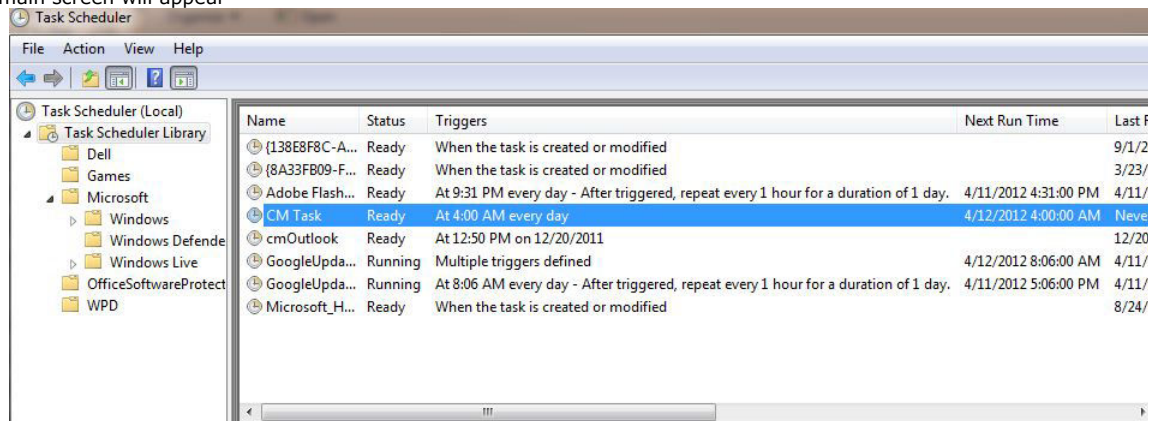 main screen will appear
Task Scheduler
File Action View Help
Task Scheduler (Local)
Task Scheduler Library
Dell
Games
Microsoft
Windows
Windows Defende
Windows Live
OfficeSoftwareProtect
WPD
Name Status Triggers Next Run Time Last R
{138E8F8C-A... Ready When the task is created or modified 9/1/2
{8A33FB09-F... Ready When the task is created or modified 3/23/
Adobe Flash... Ready At 9:31 PM every day - After triggered, repeat every 1 hour for a duration of 1 day. 4/11/2012 4:31:00 PM 4/11/
CM Task Ready At 4:00 AM every day 4/12/2012 4:00:00 AM Neve
cmOutlook Ready At 12:50 PM on 12/20/2011 12/20
GoogleUpda... Running Multiple triggers defined 4/12/2012 8:06:00 AM 4/11/
GoogleUpda... Running At 8:06 AM every day - After triggered, repeat every 1 hour for a duration of 1 day. 4/11/2012 5:06:00 PM 4/11/
Microsoft_H... Ready When the task is created or modified 8/24/